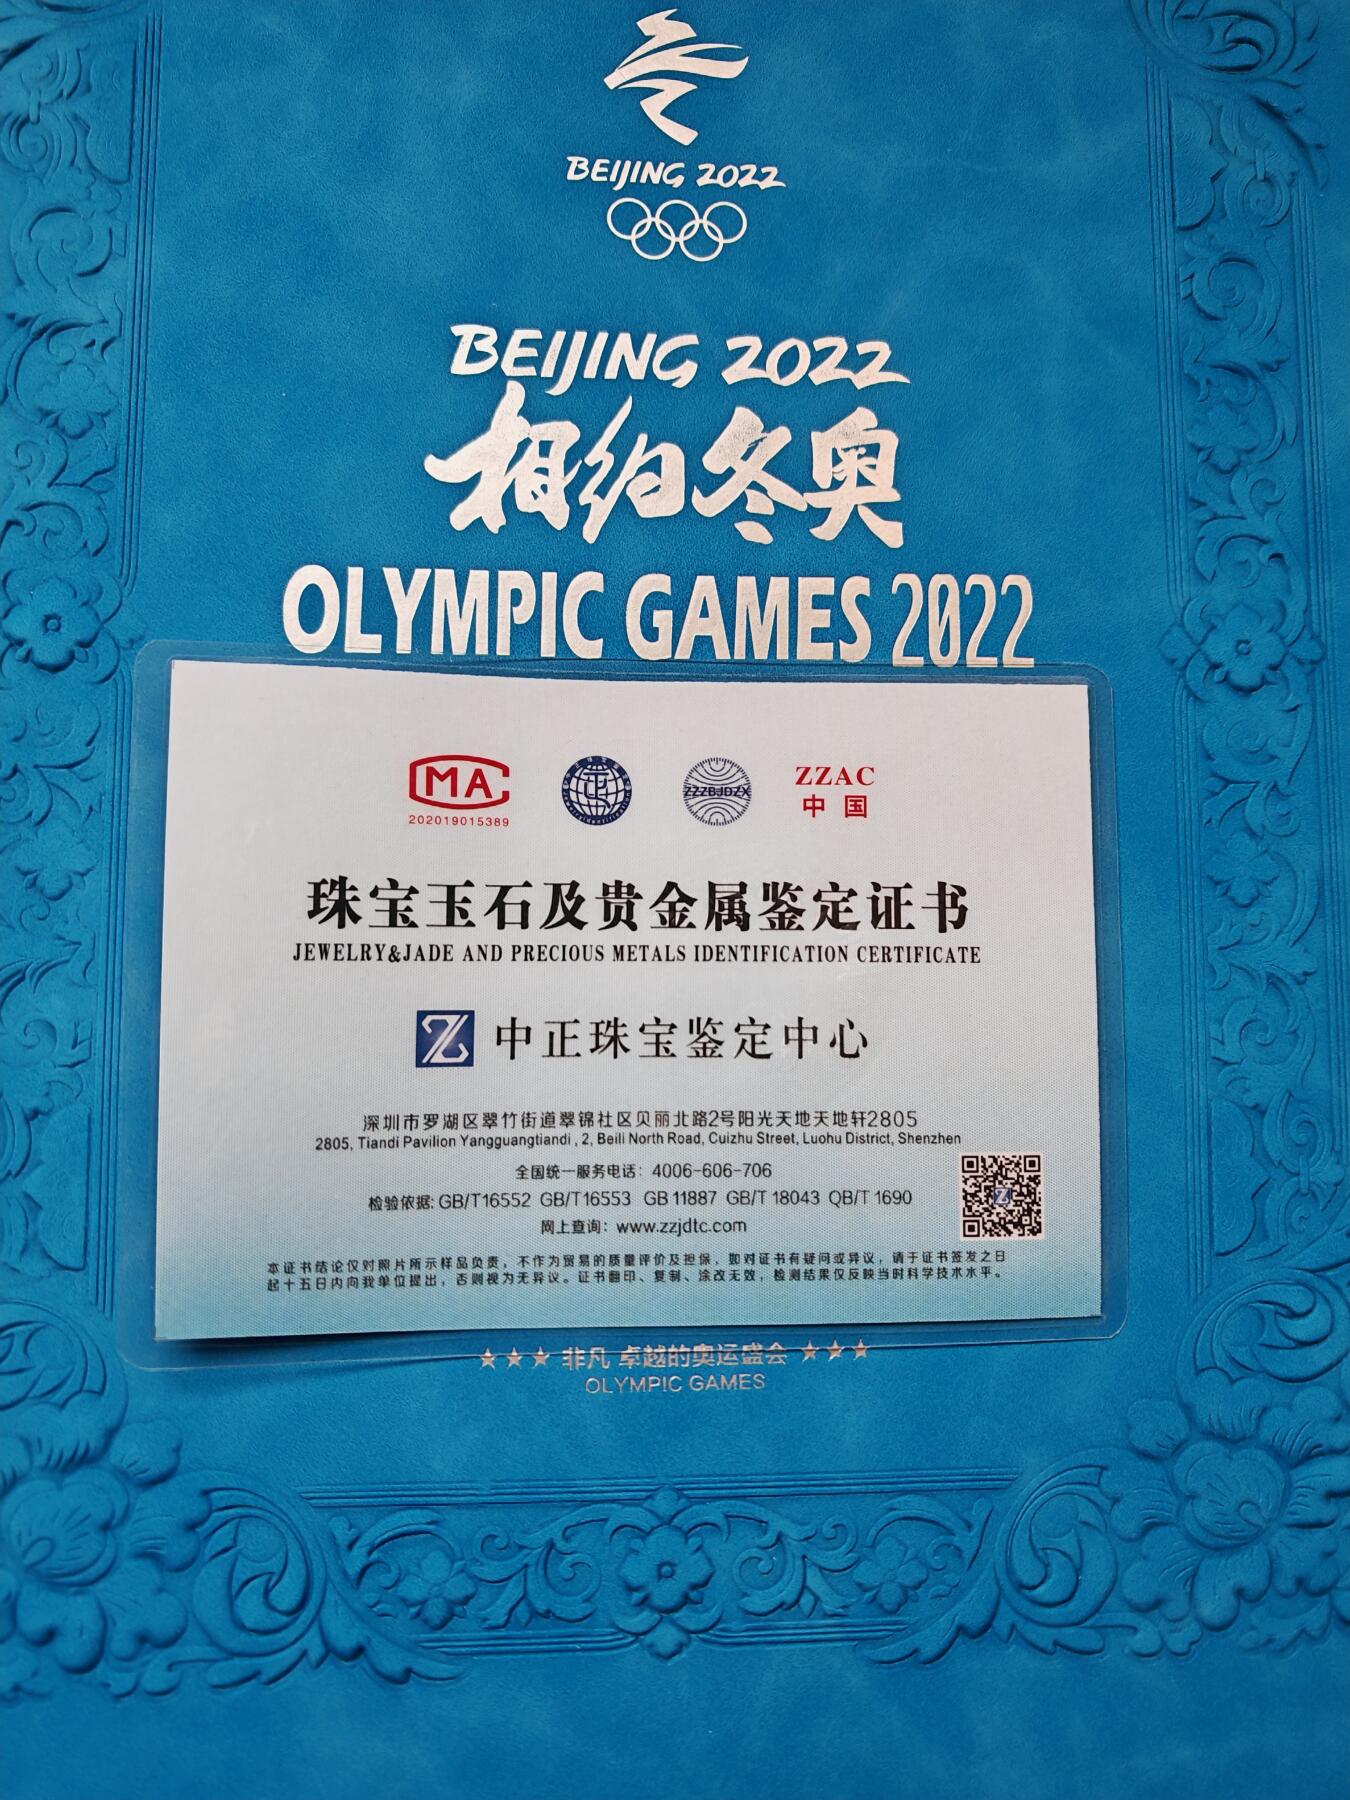 BEIJING 2022
BEIJING 2022
相约冬奥
OLYMPIC GAMES 2022
CMA
202019015389
ZZZBJDZX
ZZAC
中国
珠宝玉石及贵金属鉴定证书
JEWELRY&JADE AND PRECIOUS METALS IDENTIFICATION CERTIFICATE
中正珠宝鉴定中心
深圳市罗湖区翠竹街道翠锦社区贝丽北路2号阳光天地天地轩2805
2805, Tiandi Pavilion Yangguangtiandi , 2, Beili North Road, Cuizhu Street, Luohu District, Shenzhen
全国统一服务电话：4006-606-706
检验依据: GB/T16552 GB/T16553 GB 11887 GB/T 18043 QB/T 1690
网上查询：www.zzjdtc.com
本证书结论仅对照片所示样品负责，不作为贸易的质量评价及担保，如对证书有疑问或异议，请于证书签发之日
起十五日内向我单位提出，否则视为无异议。证书翻印、复制、涂改无效，检测结果仅反映当时科学技术水平。
★★★ 非凡 卓越的奥运盛会 ★★★
OLYMPIC GAMES